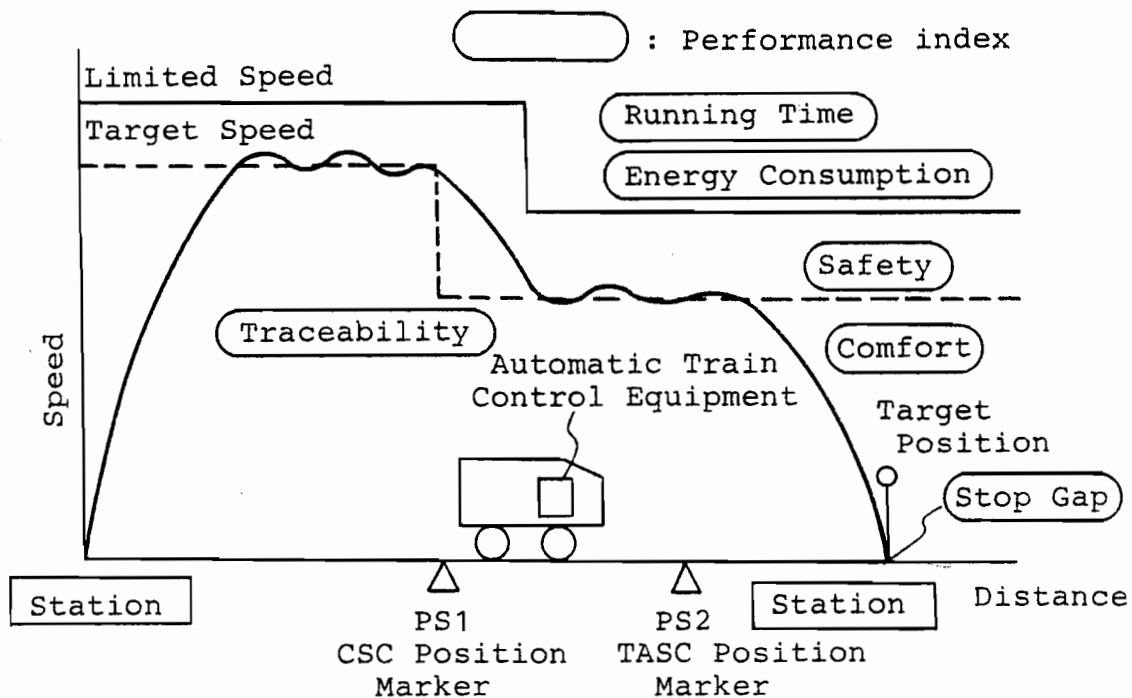 : Performance index
Limited Speed
Running Time
Target Speed
Energy Consumption
Safety
Traceability
Comfort
Automatic Train
Control Equipment
Speed
Target
Position
Stop Gap
Station
Station
Distance
PS1
CSC Position
Marker
PS2
TASC Position
Marker